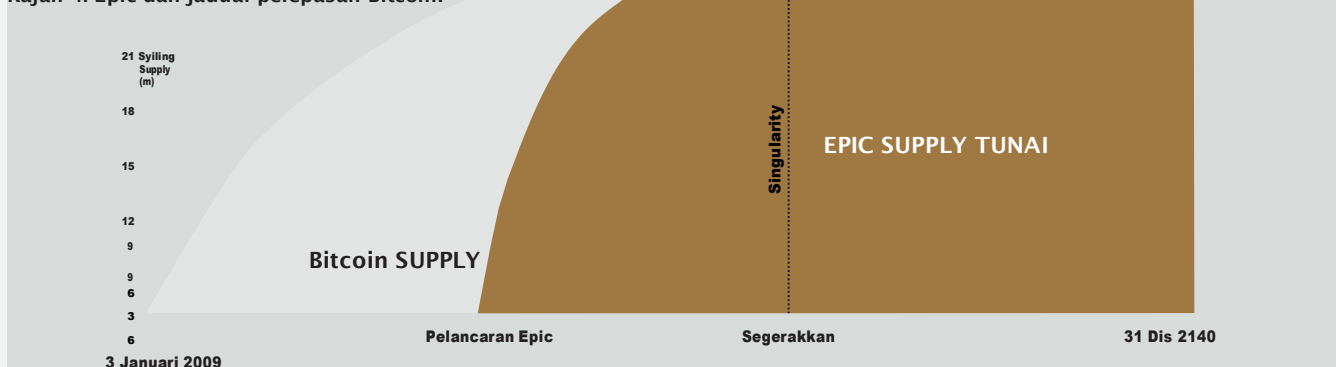 Rajah 4: Epic dan jadual pelepasan Bitcoin.
21 Syiling
Supply
(m)
18
15
12
9
9
6
3
6
Singularity
EPIC SUPPLY TUNAI
Bitcoin SUPPLY
Pelancaran Epic
Segerakkan
31 Dis 2140
3 Januari 2009